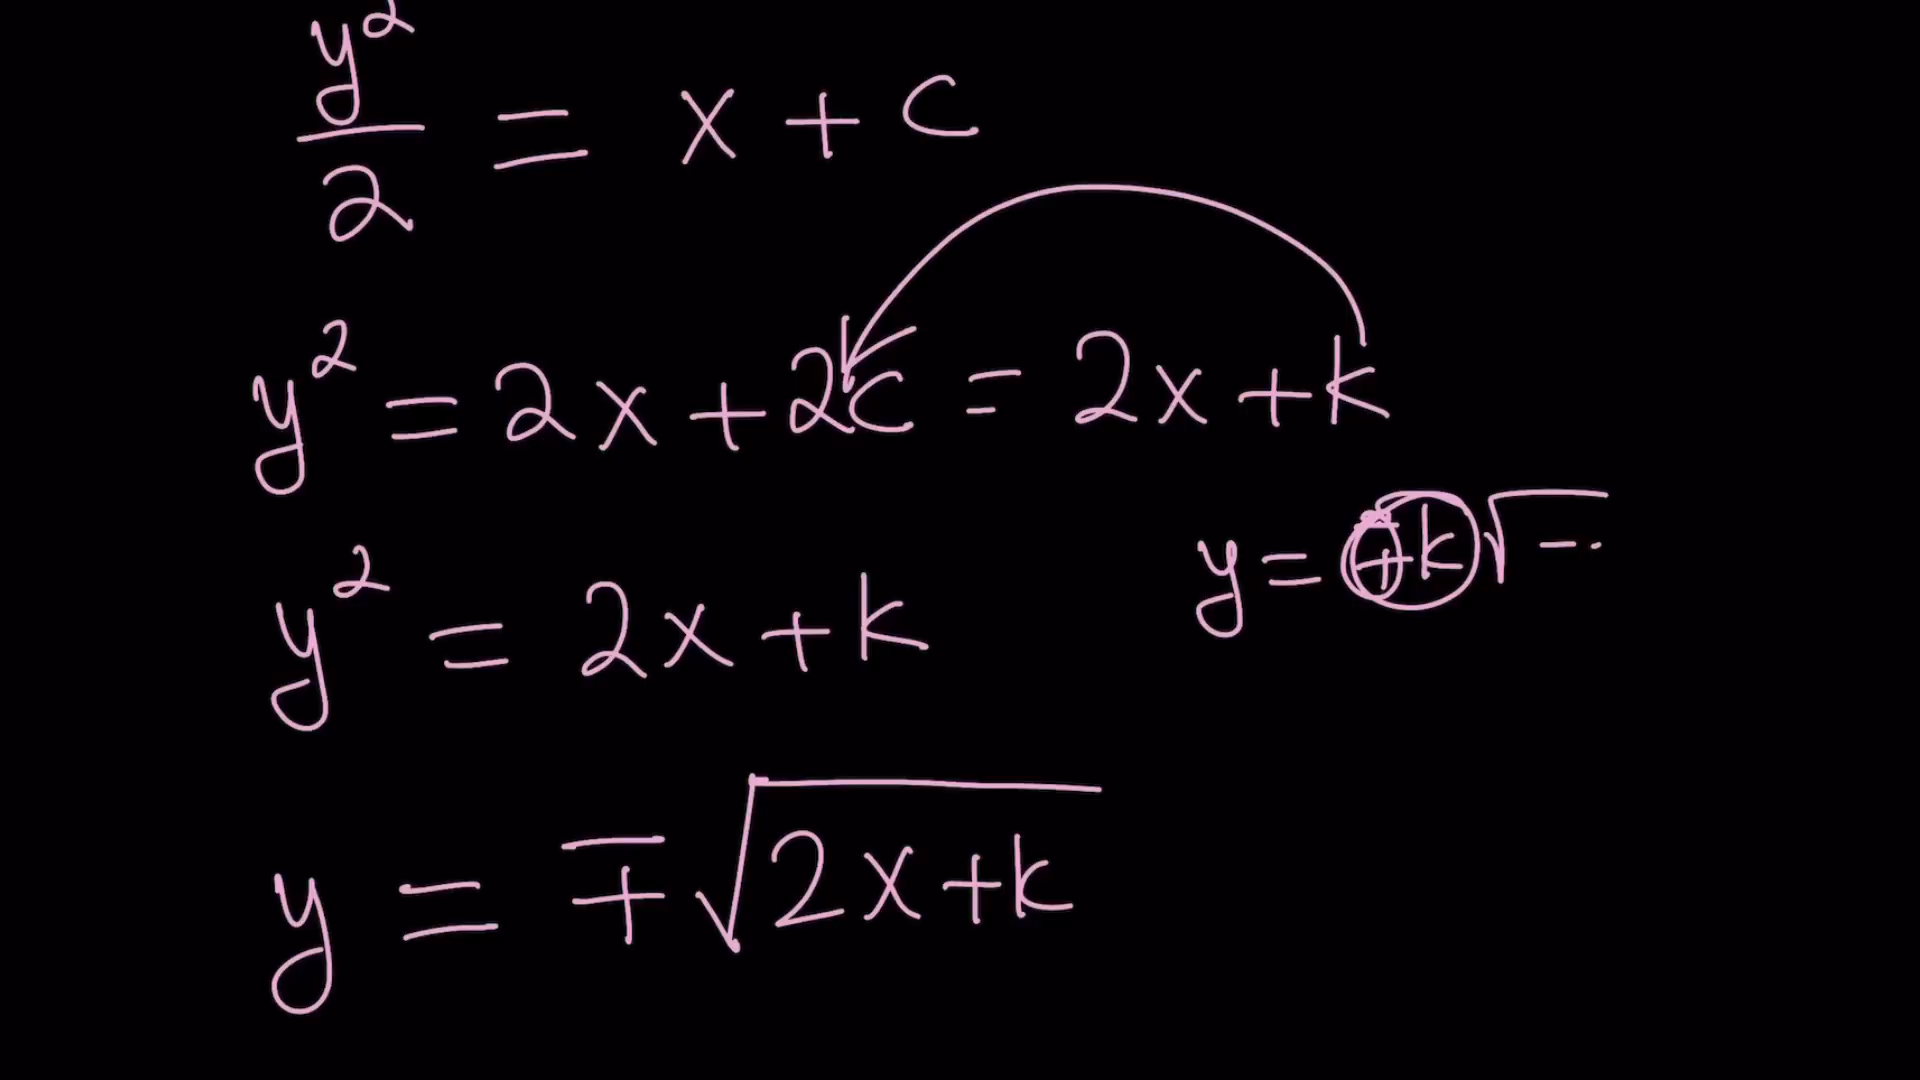 y²/2 = x + c
y² = 2x + 2c = 2x + k
y = ∓k√-·
y² = 2x + k
y = ∓√2x+k